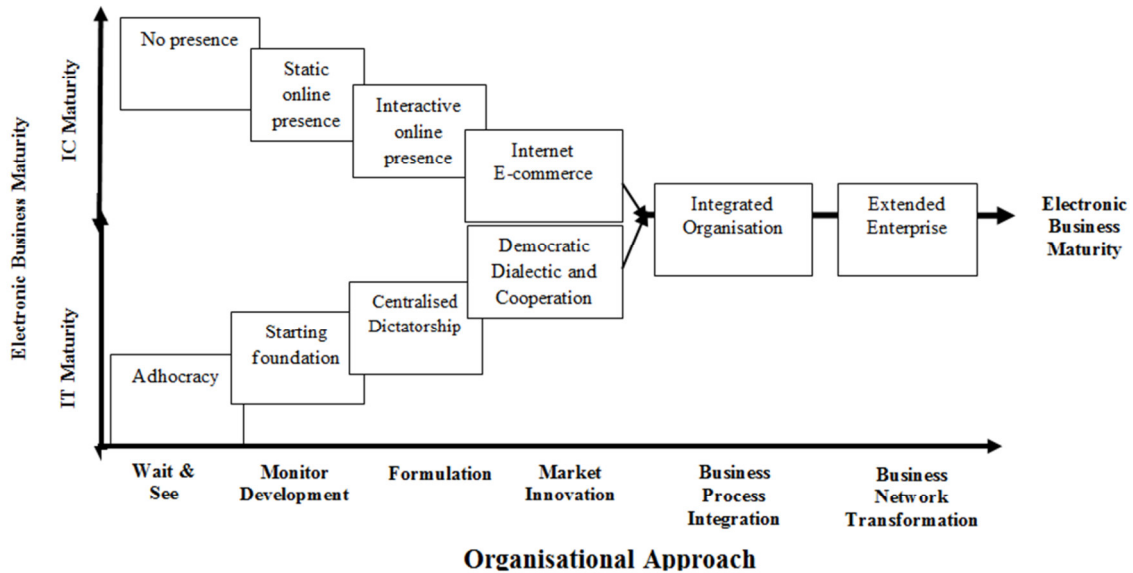 Electronic Business Maturity
IC Maturity
IT Maturity
No presence
Static
online
presence
Interactive
online
presence
Internet
E-commerce
Integrated
Organisation
Extended
Enterprise
Electronic
Business
Maturity
Democratic
Dialectic and
Cooperation
Centralised
Dictatorship
Starting
foundation
Adhocracy
Wait &
See
Monitor
Development
Formulation
Market
Innovation
Business
Process
Integration
Business
Network
Transformation
Organisational Approach